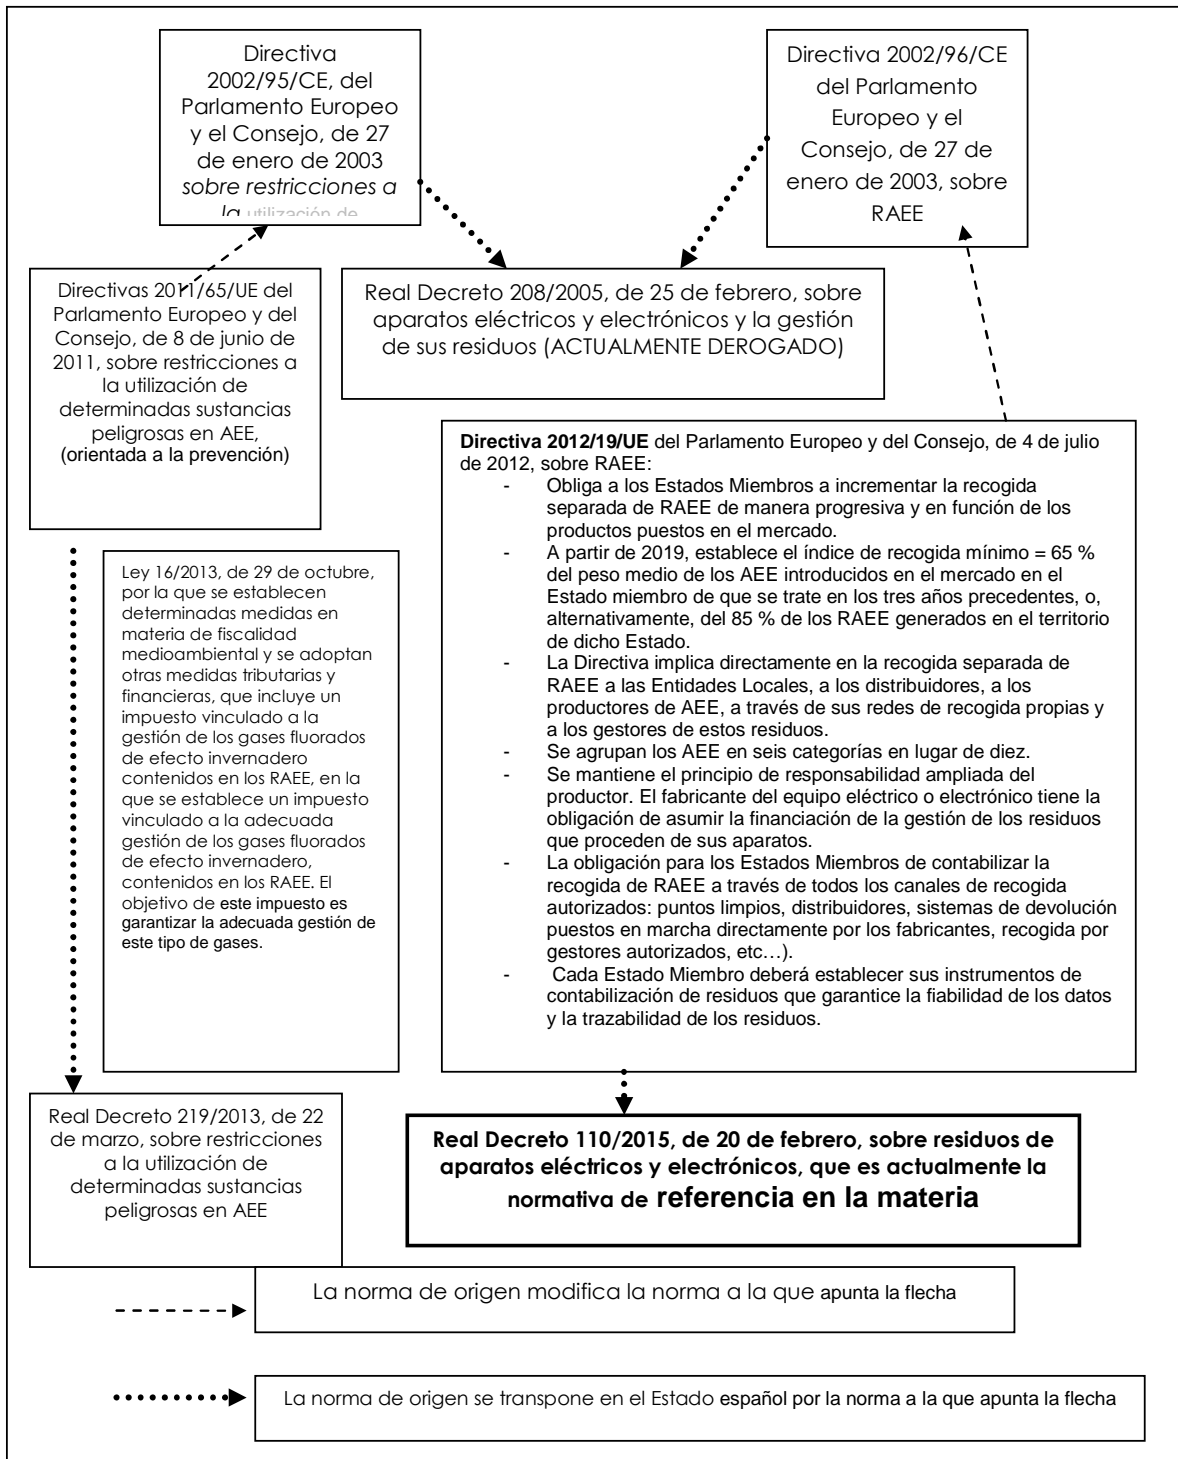 Directiva
2002/95/CE, del
Parlamento Europeo
y el Consejo, de 27
de enero de 2003
sobre restricciones a
la utilización de
Directiva 2002/96/CE
del Parlamento
Europeo y el
Consejo, de 27 de
enero de 2003, sobre
RAEE
Directivas 2011/65/UE del
Parlamento Europeo y del
Consejo, de 8 de junio de
2011, sobre restricciones a
la utilización de
determinadas sustancias
peligrosas en AEE,
(orientada a la prevención)
Real Decreto 208/2005, de 25 de febrero, sobre
aparatos eléctricos y electrónicos y la gestión
de sus residuos (ACTUALMENTE DEROGADO)
Directiva 2012/19/UE del Parlamento Europeo y del Consejo, de 4 de julio
de 2012, sobre RAEE:
- Obliga a los Estados Miembros a incrementar la recogida
separada de RAEE de manera progresiva y en función de los
productos puestos en el mercado.
- A partir de 2019, establece el índice de recogida mínimo = 65 %
del peso medio de los AEE introducidos en el mercado en el
Estado miembro de que se trate en los tres años precedentes, o,
alternativamente, del 85 % de los RAEE generados en el territorio
de dicho Estado.
- La Directiva implica directamente en la recogida separada de
RAEE a las Entidades Locales, a los distribuidores, a los
productores de AEE, a través de sus redes de recogida propias y
a los gestores de estos residuos.
- Se agrupan los AEE en seis categorías en lugar de diez.
- Se mantiene el principio de responsabilidad ampliada del
productor. El fabricante del equipo eléctrico o electrónico tiene la
obligación de asumir la financiación de la gestión de los residuos
que proceden de sus aparatos.
- La obligación para los Estados Miembros de contabilizar la
recogida de RAEE a través de todos los canales de recogida
autorizados: puntos limpios, distribuidores, sistemas de devolución
puestos en marcha directamente por los fabricantes, recogida por
gestores autorizados, etc…).
- Cada Estado Miembro deberá establecer sus instrumentos de
contabilización de residuos que garantice la fiabilidad de los datos
y la trazabilidad de los residuos.
Ley 16/2013, de 29 de octubre,
por la que se establecen
determinadas medidas en
materia de fiscalidad
medioambiental y se adoptan
otras medidas tributarias y
financieras, que incluye un
impuesto vinculado a la
gestión de los gases fluorados
de efecto invernadero
contenidos en los RAEE, en la
que se establece un impuesto
vinculado a la adecuada
gestión de los gases fluorados
de efecto invernadero,
contenidos en los RAEE. El
objetivo de este impuesto es
garantizar la adecuada gestión de
este tipo de gases.
Real Decreto 219/2013, de 22
de marzo, sobre restricciones
a la utilización de
determinadas sustancias
peligrosas en AEE
Real Decreto 110/2015, de 20 de febrero, sobre residuos de
aparatos eléctricos y electrónicos, que es actualmente la
normativa de referencia en la materia
La norma de origen modifica la norma a la que apunta la flecha
La norma de origen se transpone en el Estado español por la norma a la que apunta la flecha